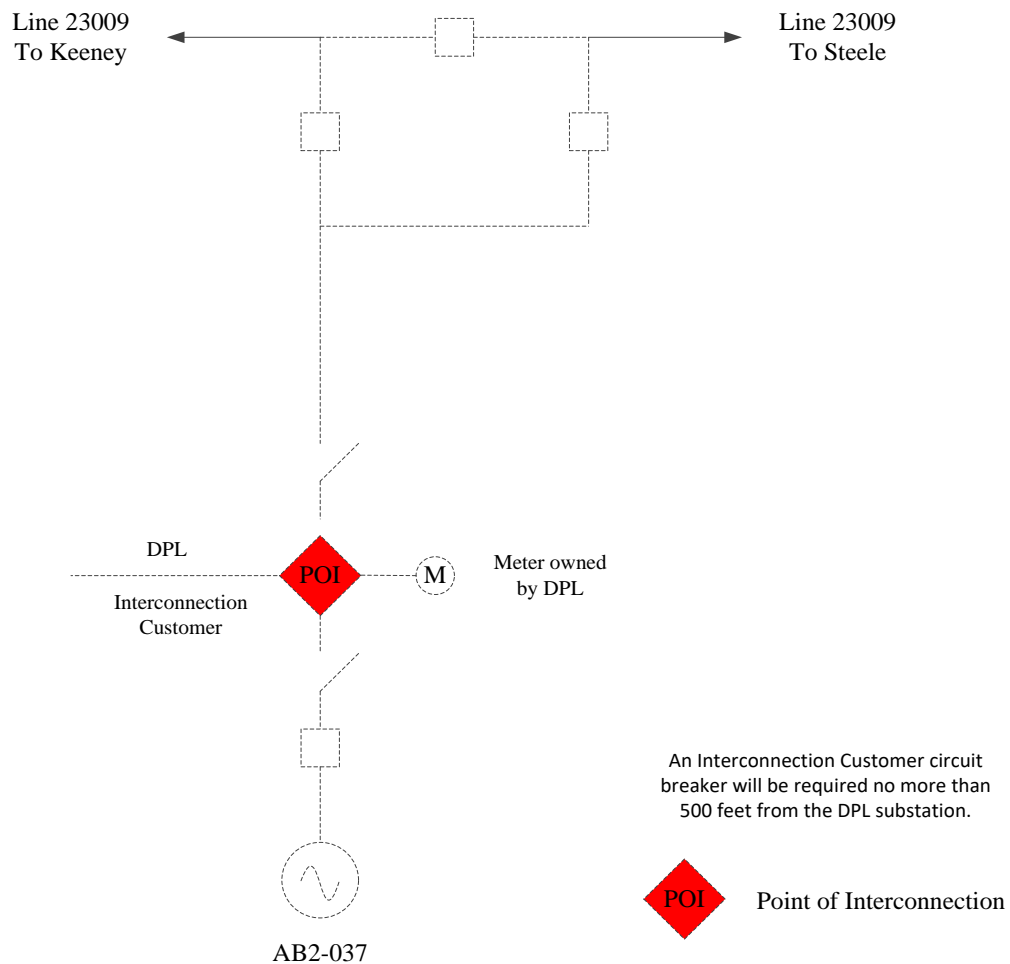 Line 23009
To Keeney
Line 23009
To Steele
DPL
POI
M
Meter owned
by DPL
Interconnection
Customer
An Interconnection Customer circuit
breaker will be required no more than
500 feet from the DPL substation.
POI
Point of Interconnection
AB2-037